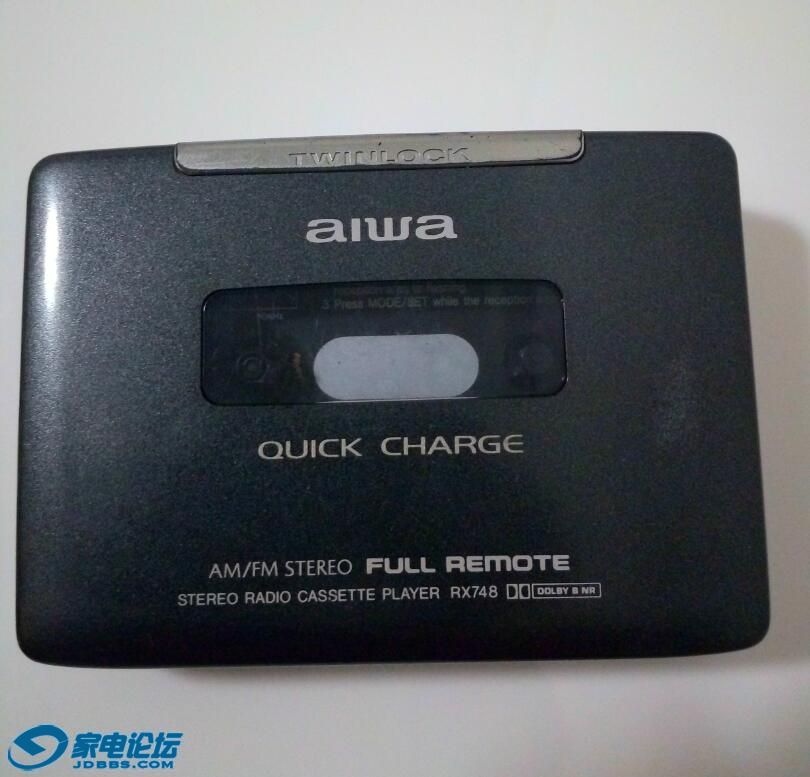 TWINLOCK
aiwa
3 Press MODE/SET while the reception
QUICK CHARGE
AM/FM STEREO FULL REMOTE
STEREO RADIO CASSETTE PLAYER RX748 DOLBY B NR
家电论坛
JDBBS.COM